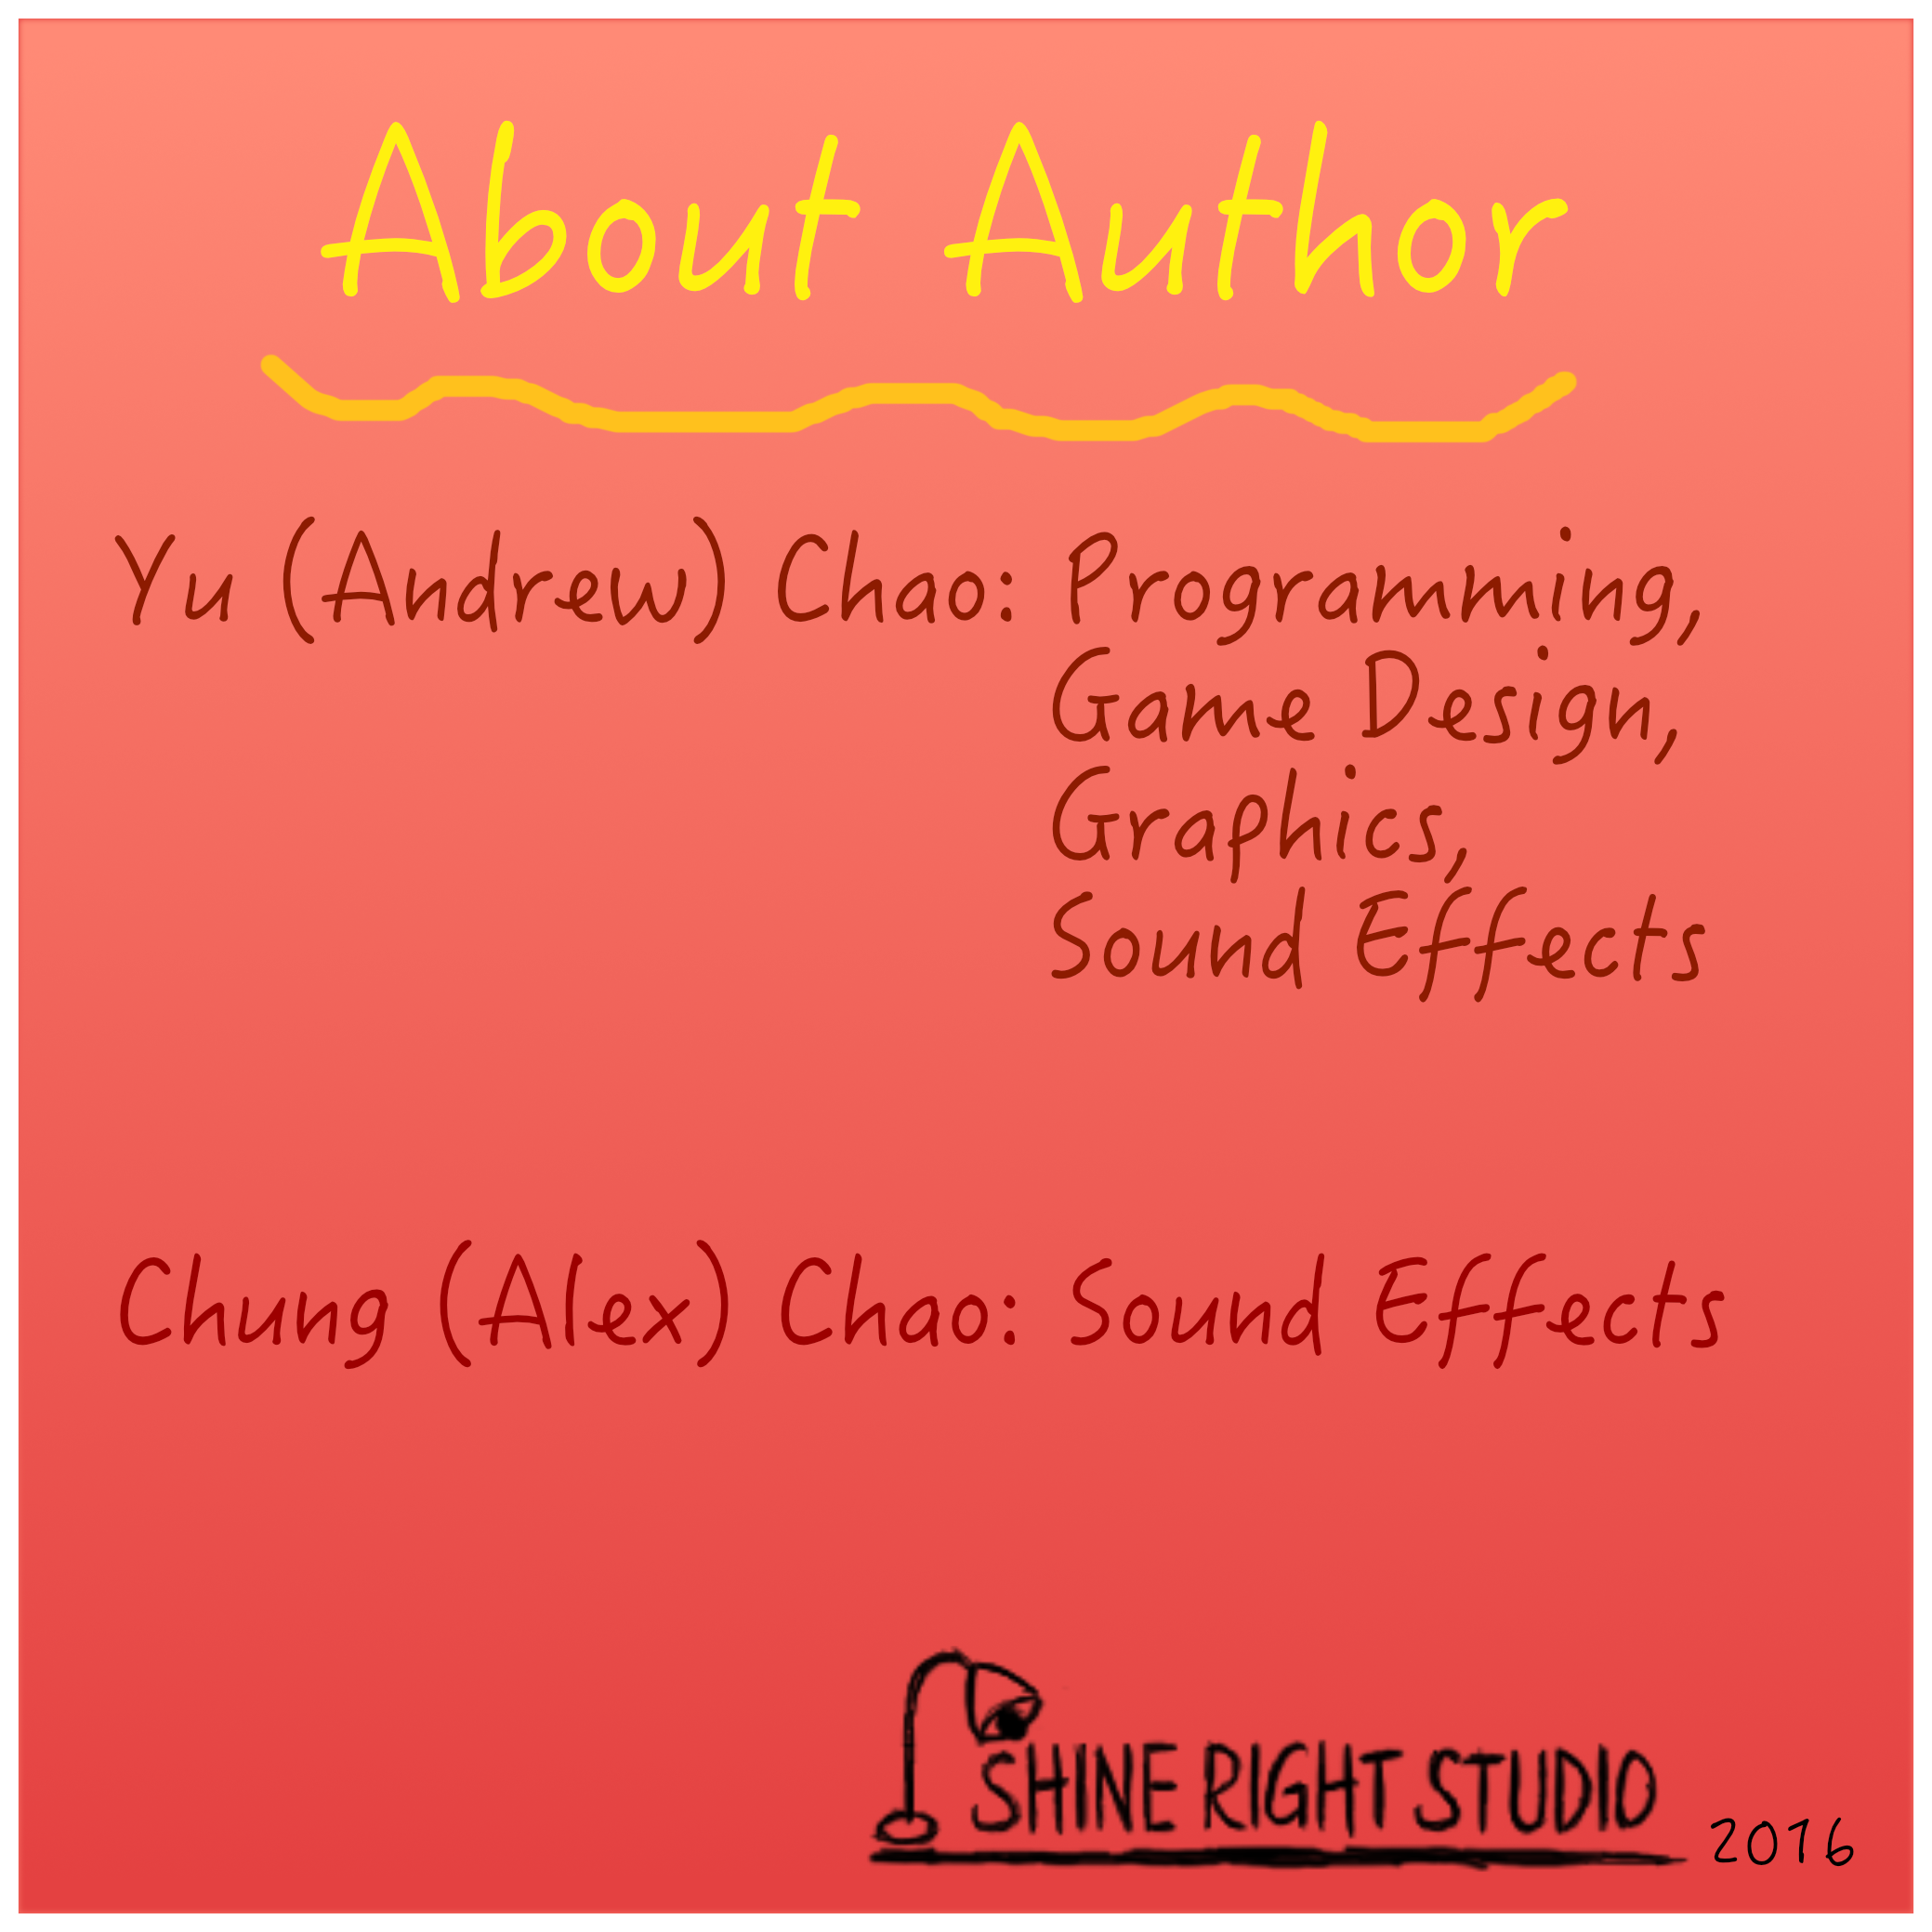 About Author
Yu (Andrew) Chao: Programming,
Game Design,
Graphics,
Sound Effects
Chung (Alex) Chao: Sound Effects
SHINE RIGHT STUDIO
2016